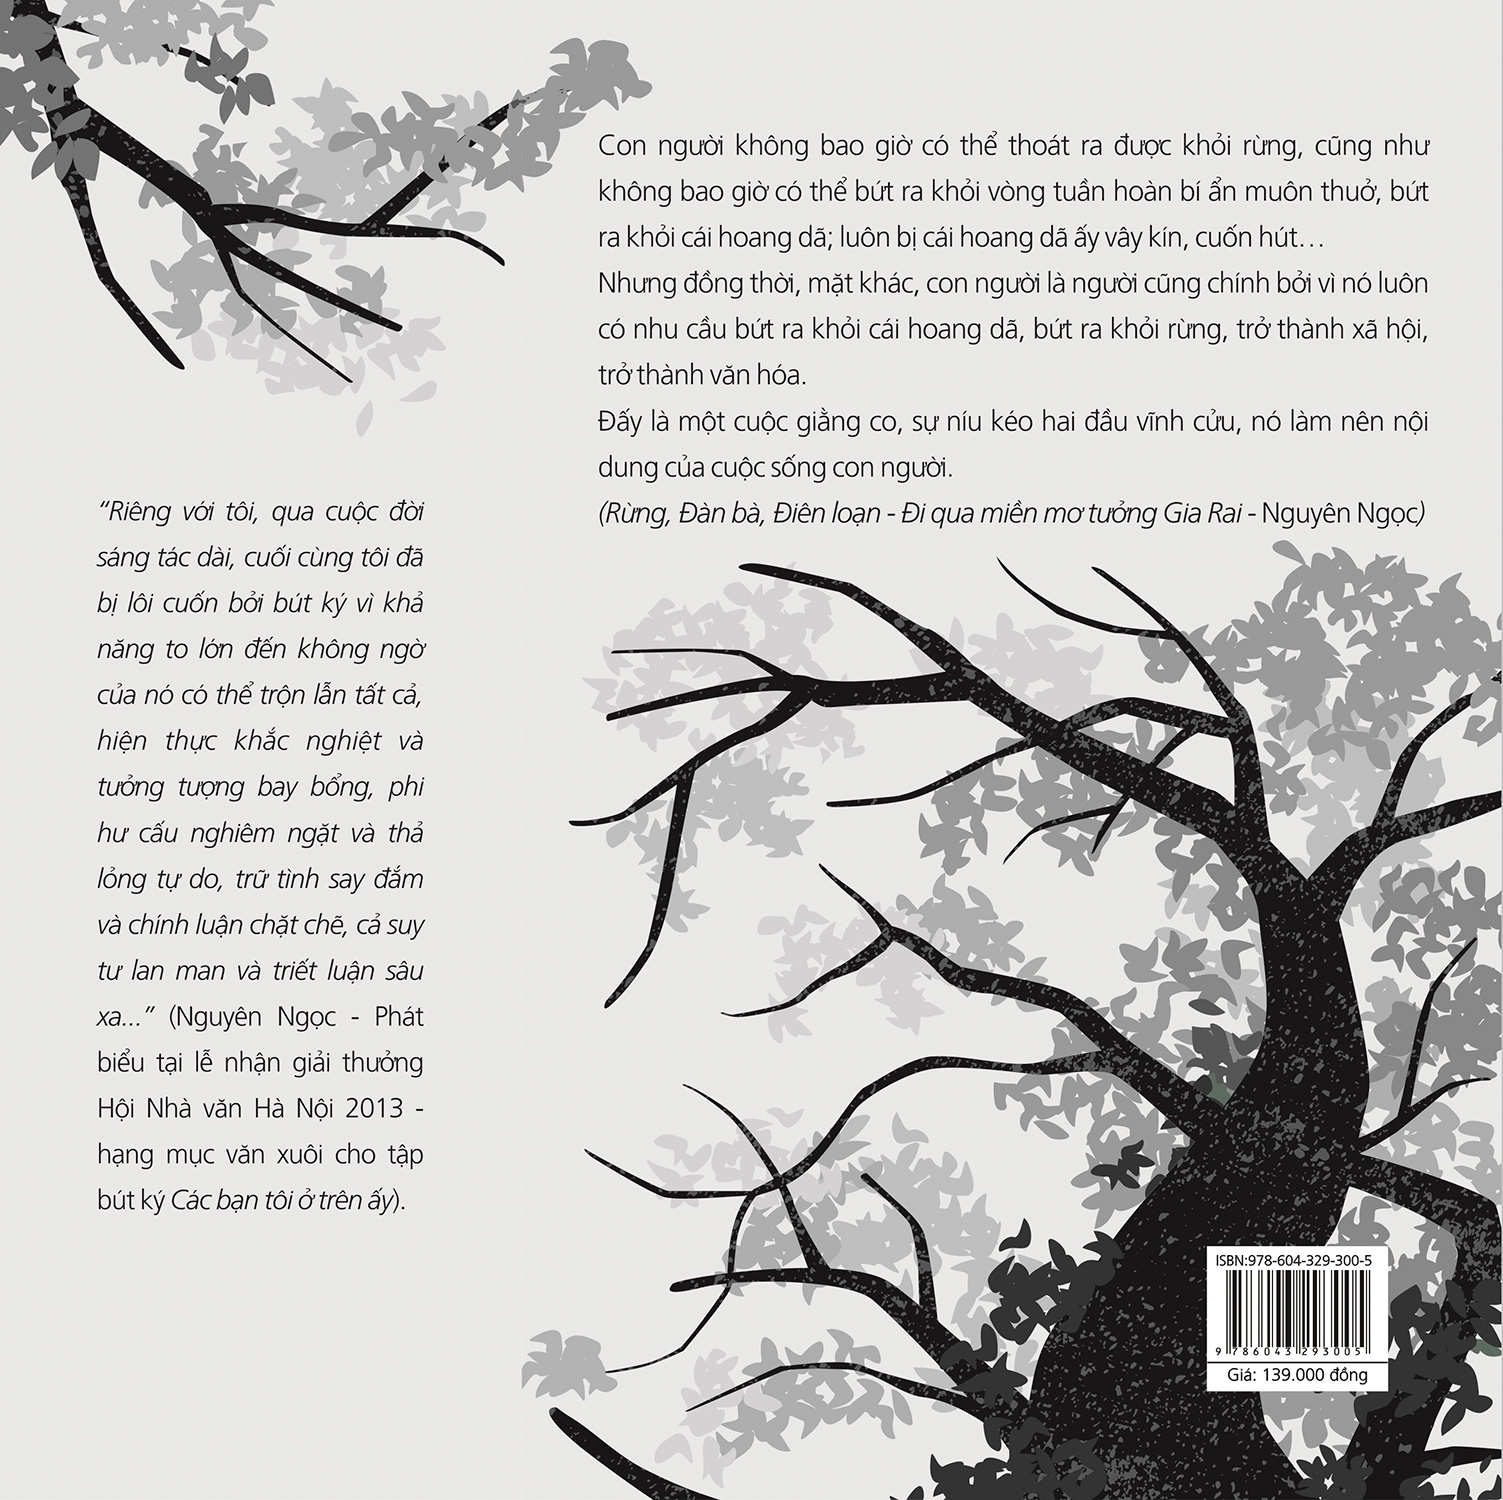 Con người không bao giờ có thể thoát ra được khỏi rừng, cũng như
không bao giờ có thể bứt ra khỏi vòng tuần hoàn bí ẩn muôn thuở, bứt
ra khỏi cái hoang dã; luôn bị cái hoang dã ấy vây kín, cuốn hút…
Nhưng đồng thời, mặt khác, con người là người cũng chính bởi vì nó luôn
có nhu cầu bứt ra khỏi cái hoang dã, bứt ra khỏi rừng, trở thành xã hội,
trở thành văn hóa.
Đấy là một cuộc giằng co, sự níu kéo hai đầu vĩnh cửu, nó làm nên nội
dung của cuộc sống con người.
(Rừng, Đàn bà, Điên loạn - Đi qua miền mơ tưởng Gia Rai - Nguyên Ngọc)
“Riêng với tôi, qua cuộc đời
sáng tác dài, cuối cùng tôi đã
bị lôi cuốn bởi bút ký vì khả
năng to lớn đến không ngờ
của nó có thể trộn lẫn tất cả,
hiện thực khắc nghiệt và
tưởng tượng bay bổng, phi
hư cấu nghiêm ngặt và thả
lỏng tự do, trữ tình say đắm
và chính luận chặt chẽ, cả suy
tư lan man và triết luận sâu
xa...” (Nguyên Ngọc - Phát
biểu tại lễ nhận giải thưởng
Hội Nhà văn Hà Nội 2013 -
hạng mục văn xuôi cho tập
bút ký Các bạn tôi ở trên ấy).
ISBN:978-604-329-300-5
9 786043 293005
Giá: 139.000 đồng